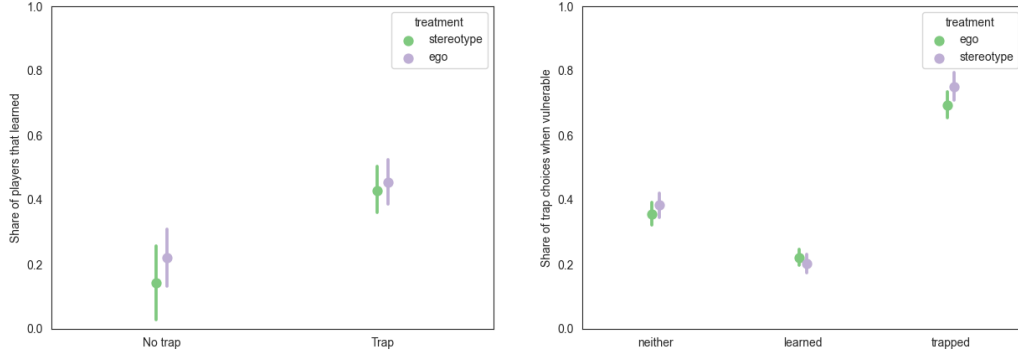 Share of players that learned
1.0
0.8
0.6
0.4
0.2
0.0
treatment
stereotype
ego
No trap
Trap
Share of trap choices when vulnerable
1.0
0.8
0.6
0.4
0.2
0.0
treatment
ego
stereotype
neither
learned
trapped